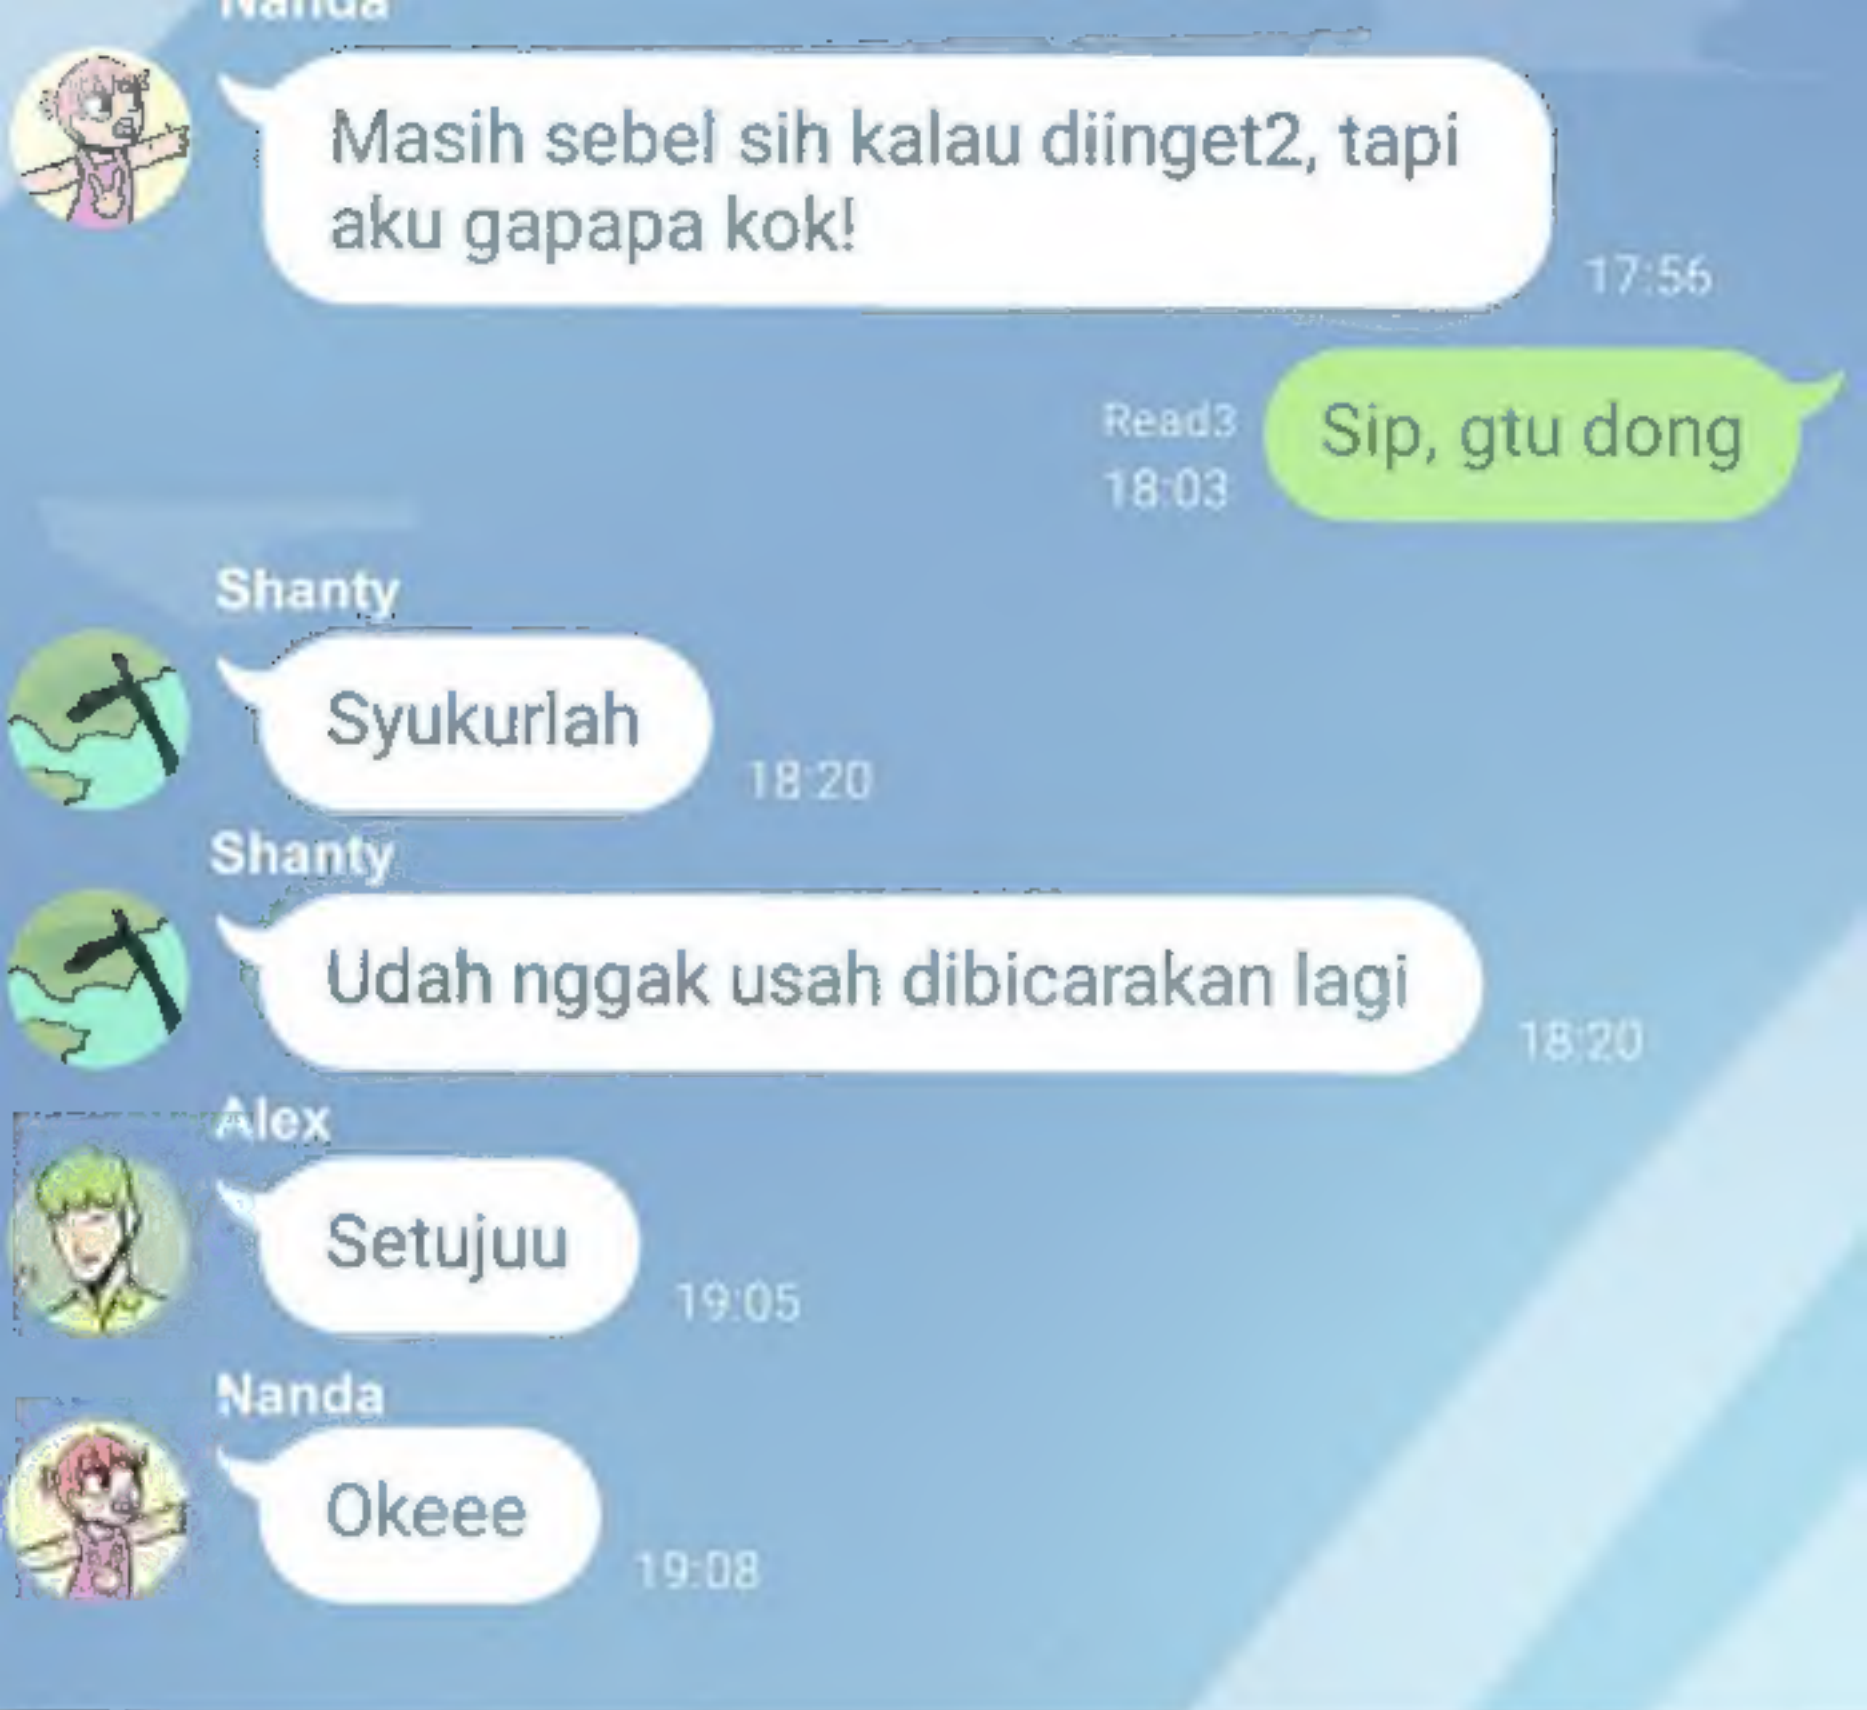 Nanda
Masih sebel sih kalau diinget2, tapi
aku gapapa kok!
17:56
Read3
18:03
Sip, gtu dong
Shanty
Syukurlah
18:20
Shanty
Udah nggak usah dibicarakan lagi
18:20
Alex
Setujuu
19:05
Nanda
Okeee
19:08